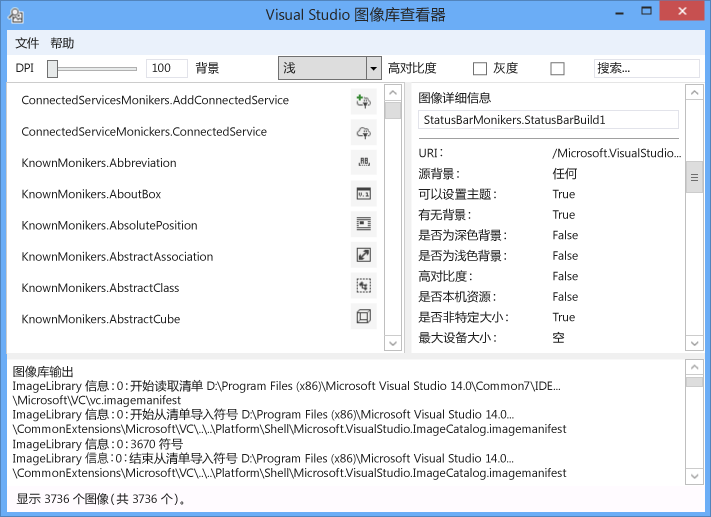 Visual Studio 图像库查看器
文件 帮助
DPI 100 背景 浅 高对比度 灰度 搜索...
ConnectedServicesMonikers.AddConnectedService
ConnectedServiceMonickers.ConnectedService
KnownMonikers.Abbreviation
KnownMonikers.AboutBox
KnownMonikers.AbsolutePosition
KnownMonikers.AbstractAssociation
KnownMonikers.AbstractClass
KnownMonikers.AbstractCube
图像详细信息
StatusBarMonikers.StatusBarBuild1
URI： /Microsoft.VisualStudio...
源背景： 任何
可以设置主题： True
有无背景： True
是否为深色背景： False
是否为浅色背景： False
高对比度： False
是否本机资源： False
是否非特定大小： True
最大设备大小： 空
图像库输出
ImageLibrary 信息：0：开始读取清单 D:\Program Files (x86)\Microsoft Visual Studio 14.0\Common7\IDE...
\Microsoft\VC\vc.imagemanifest
ImageLibrary 信息：0：开始从清单导入符号 D:\Program Files (x86)\Microsoft Visual Studio 14.0...
\CommonExtensions\Microsoft\VC\..\..\Platform\Shell\Microsoft.VisualStudio.ImageCatalog.imagemanifest
ImageLibrary 信息：0：3670 符号
ImageLibrary 信息：0：结束从清单导入符号 D:\Program Files (x86)\Microsoft Visual Studio 14.0...
\CommonExtensions\Microsoft\VC\..\..\Platform\Shell\Microsoft.VisualStudio.ImageCatalog.imagemanifest
显示 3736 个图像（共 3736 个）。